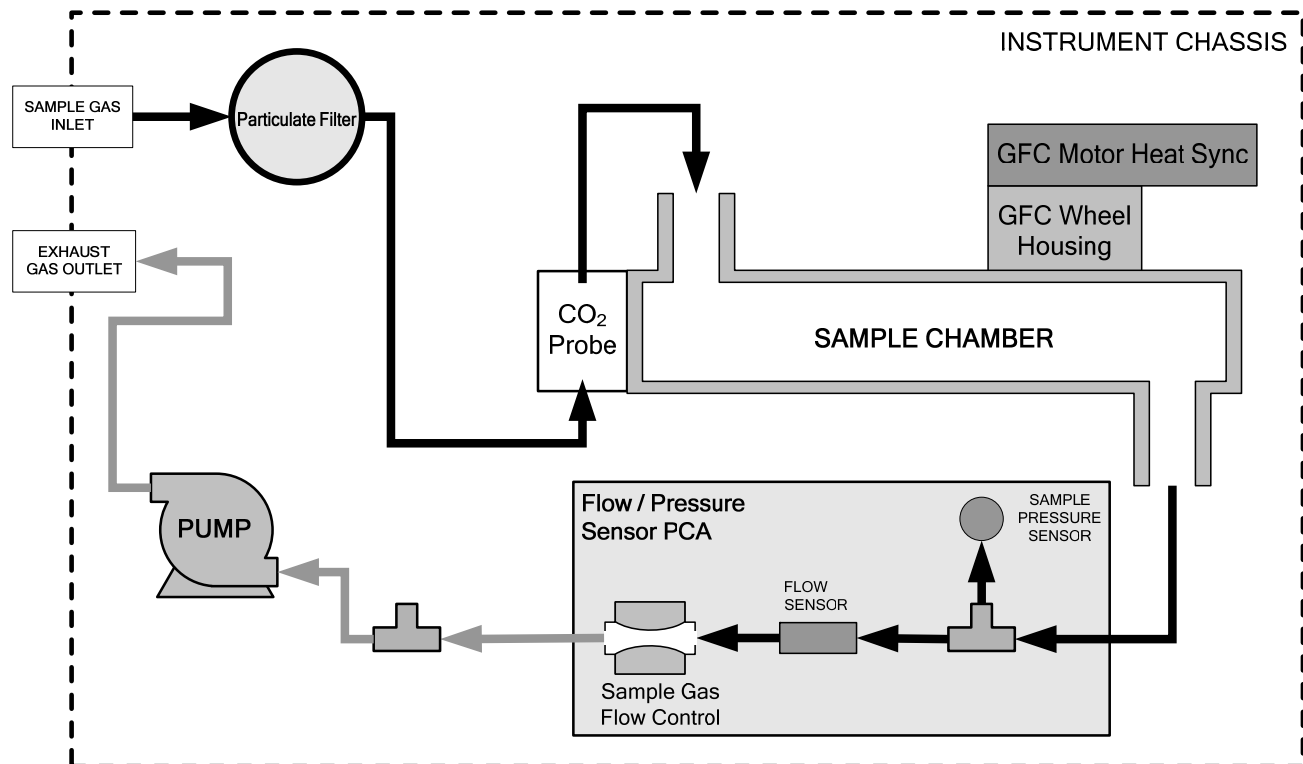 INSTRUMENT CHASSIS
SAMPLE GAS
INLET
Particulate Filter
GFC Motor Heat Sync
GFC Wheel
Housing
EXHAUST
GAS OUTLET
CO₂
Probe
SAMPLE CHAMBER
PUMP
Flow / Pressure
Sensor PCA
SAMPLE
PRESSURE
SENSOR
FLOW
SENSOR
Sample Gas
Flow Control